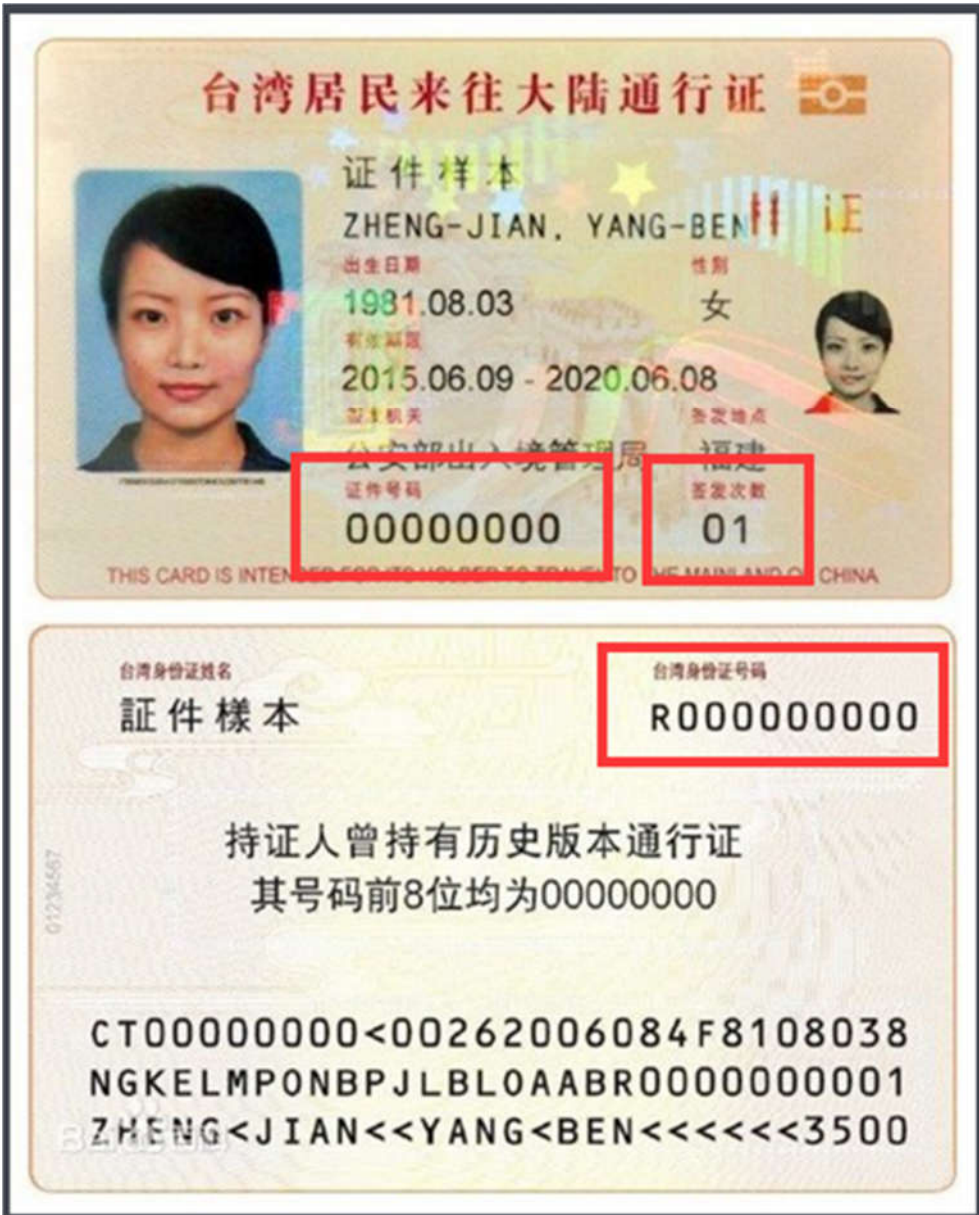 台湾居民来往大陆通行证
证件样本
ZHENG-JIAN, YANG-BEN
出生日期 性别
1981.08.03 女
有效期限
2015.06.09 - 2020.06.08
签发机关 签发地点
公安部出入境管理局 福建
证件号码 签发次数
00000000 01
THIS CARD IS INTENDED FOR ITS HOLDER TO TRAVEL TO THE MAINLAND OF CHINA
台湾身份证姓名 台湾身份证号码
証件樣本 R000000000
持证人曾持有历史版本通行证
其号码前8位均为00000000
01234567
CT00000000<00262006084F8108038
NGKELMPONBPJLBLOAABR0000000001
ZHENG<JIAN<<YANG<BEN<<<<<<3500